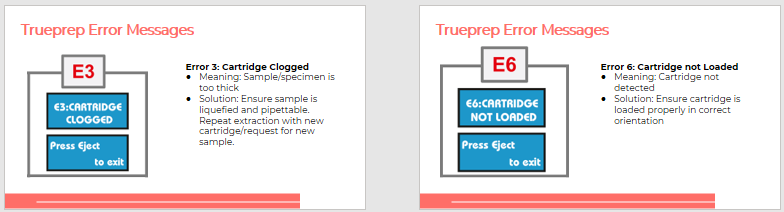 Trueprep Error Messages
E3
E3:CARTRIDGE
CLOGGED
Press Eject
to exit
Error 3: Cartridge Clogged
● Meaning: Sample/specimen is
too thick
● Solution: Ensure sample is
liquefied and pipettable.
Repeat extraction with new
cartridge/request for new
sample.
Trueprep Error Messages
E6
E6:CARTRIDGE
NOT LOADED
Press Eject
to exit
Error 6: Cartridge not Loaded
● Meaning: Cartridge not
detected
● Solution: Ensure cartridge is
loaded properly in correct
orientation